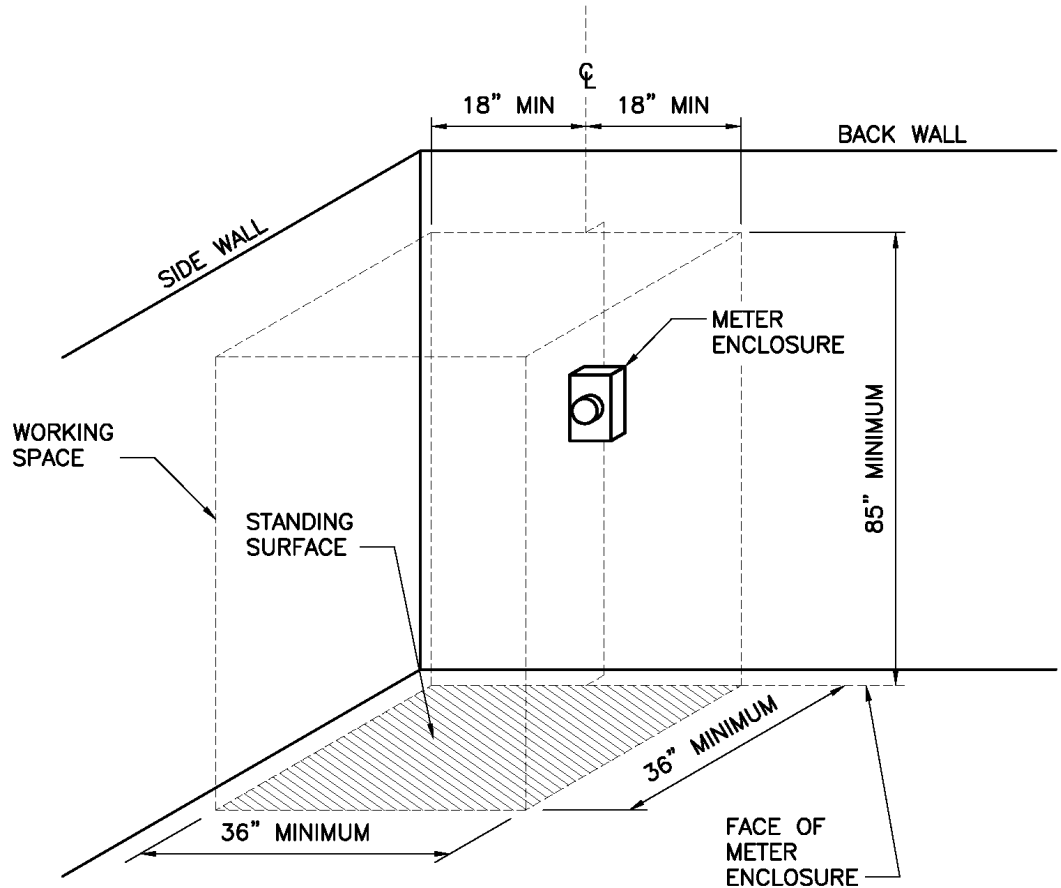 ℄
18” MIN
18” MIN
BACK WALL
SIDE WALL
METER
ENCLOSURE
WORKING
SPACE
85” MINIMUM
STANDING
SURFACE
36” MINIMUM
36” MINIMUM
FACE OF
METER
ENCLOSURE